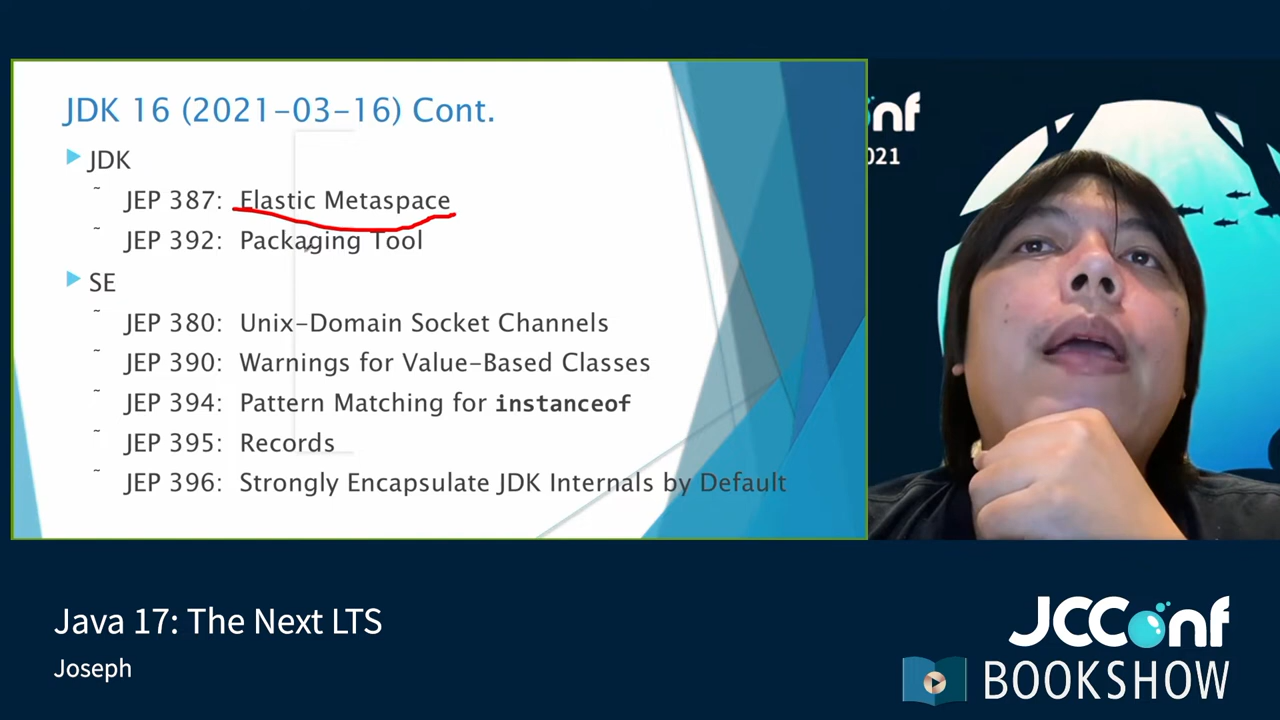 JDK 16 (2021-03-16) Cont.
JDK
JEP 387: Elastic Metaspace
JEP 392: Packaging Tool
SE
JEP 380: Unix-Domain Socket Channels
JEP 390: Warnings for Value-Based Classes
JEP 394: Pattern Matching for instanceof
JEP 395: Records
JEP 396: Strongly Encapsulate JDK Internals by Default
onf
021
Java 17: The Next LTS
Joseph
JCConf
BOOKSHOW